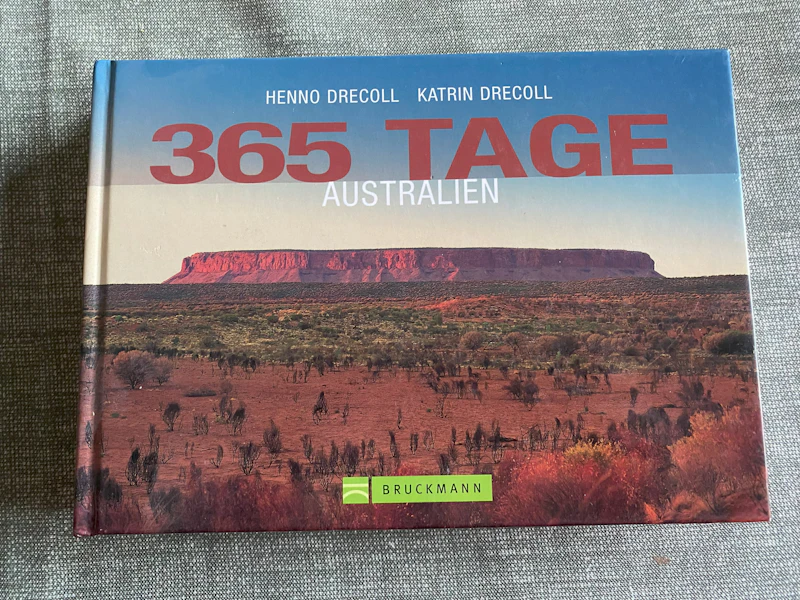 HENNO DRECOLL KATRIN DRECOLL
365 TAGE
AUSTRALIEN
BRUCKMANN